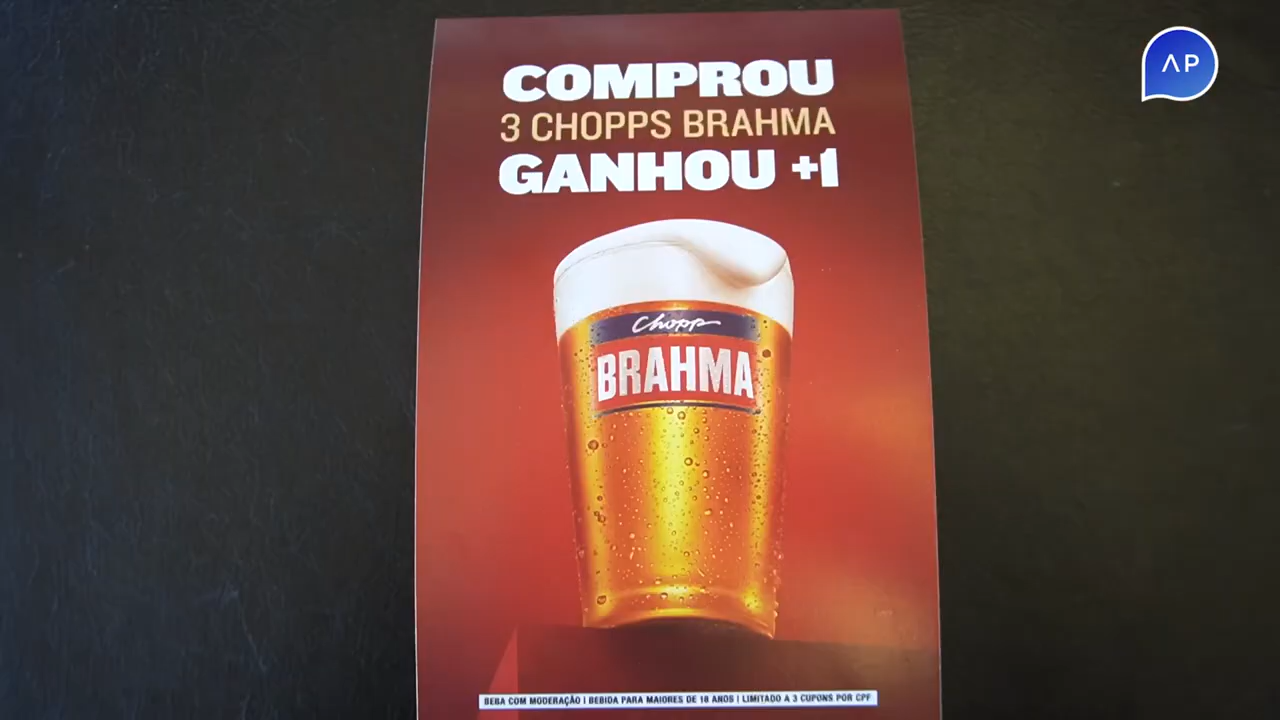 COMPROU
3 CHOPPS BRAHMA
GANHOU +1
AP
Chopp
BRAHMA
BEBA COM MODERAÇÃO | BEBIDA PARA MAIORES DE 18 ANOS | LIMITADO A 3 CUPONS POR CPF